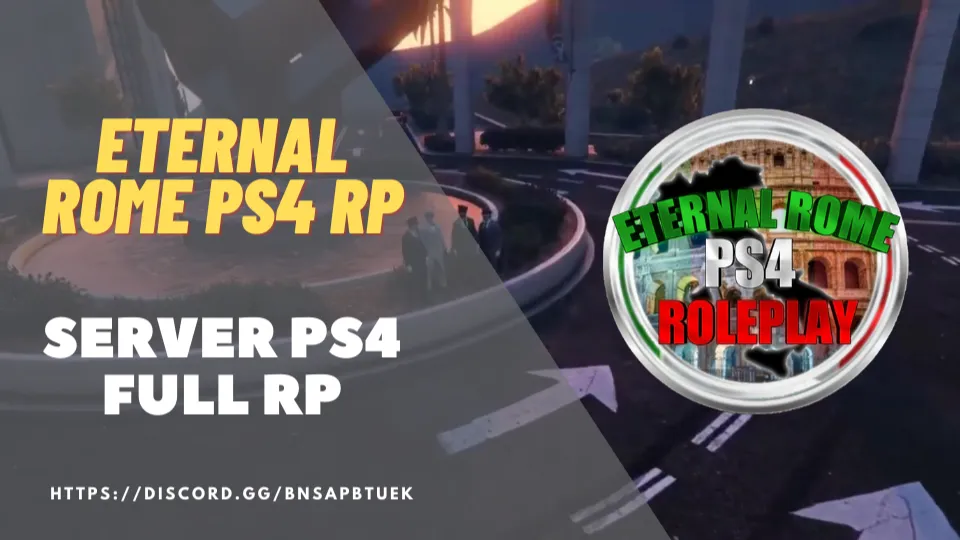 ETERNAL
ROME PS4 RP
SERVER PS4
FULL RP
HTTPS://DISCORD.GG/BNSAPBTUEK
ETERNAL ROME
PS4
ROLEPLAY